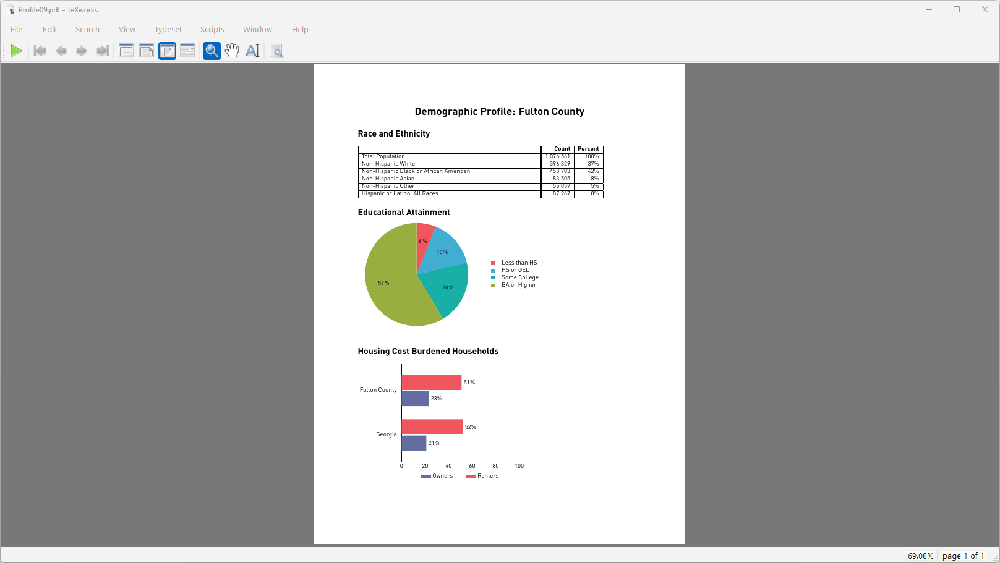 Profile09.pdf - TeXworks
File Edit Search View Typeset Scripts Window Help
Demographic Profile: Fulton County
Race and Ethnicity
Count Percent
Total Population 1,076,561 100%
Non-Hispanic White 396,329 37%
Non-Hispanic Black or African American 453,703 42%
Non-Hispanic Asian 83,505 8%
Non-Hispanic Other 55,057 5%
Hispanic or Latino, All Races 87,967 8%
Educational Attainment
6 %
15 %
20 %
59 %
Less than HS
HS or GED
Some College
BA or Higher
Housing Cost Burdened Households
51%
Fulton County
23%
52%
Georgia
21%
0 20 40 60 80 100
Owners Renters
69.08% page 1 of 1